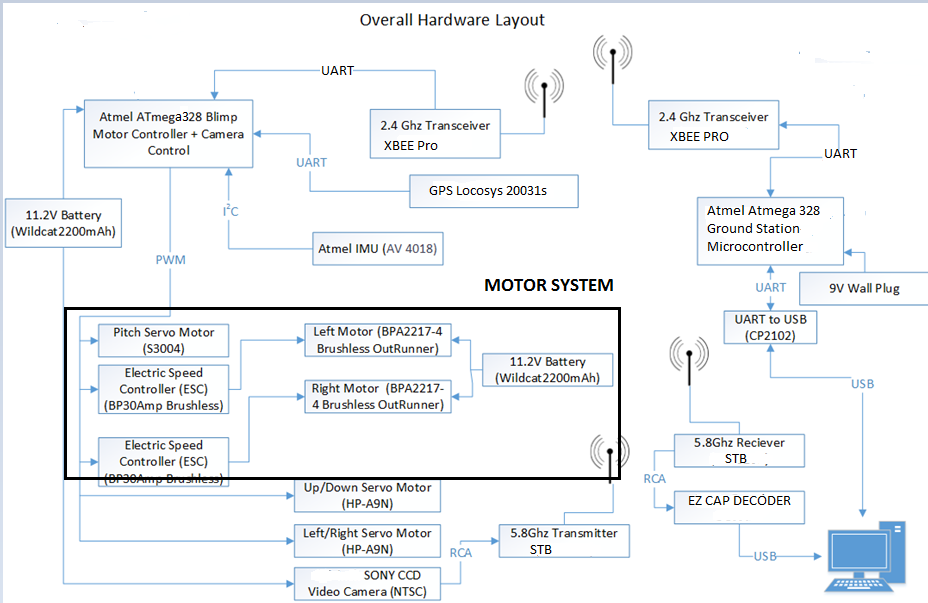 Overall Hardware Layout
UART
Atmel ATmega328 Blimp
Motor Controller + Camera
Control
2.4 Ghz Transceiver
XBEE Pro
2.4 Ghz Transceiver
XBEE PRO
UART
UART
GPS Locosys 20031s
11.2V Battery
(Wildcat2200mAh)
I²C
Atmel IMU (AV 4018)
Atmel Atmega 328
Ground Station
Microcontroller
PWM
UART
9V Wall Plug
MOTOR SYSTEM
UART to USB
(CP2102)
Pitch Servo Motor
(S3004)
Left Motor (BPA2217-4
Brushless OutRunner)
11.2V Battery
(Wildcat2200mAh)
Electric Speed
Controller (ESC)
(BP30Amp Brushless)
Right Motor (BPA2217-
4 Brushless OutRunner)
USB
Electric Speed
Controller (ESC)
(BP30Amp Brushless)
5.8Ghz Reciever
STB
RCA
Up/Down Servo Motor
(HP-A9N)
EZ CAP DECÓDER
Left/Right Servo Motor
(HP-A9N)
RCA
5.8Ghz Transmitter
STB
USB
SONY CCD
Video Camera (NTSC)